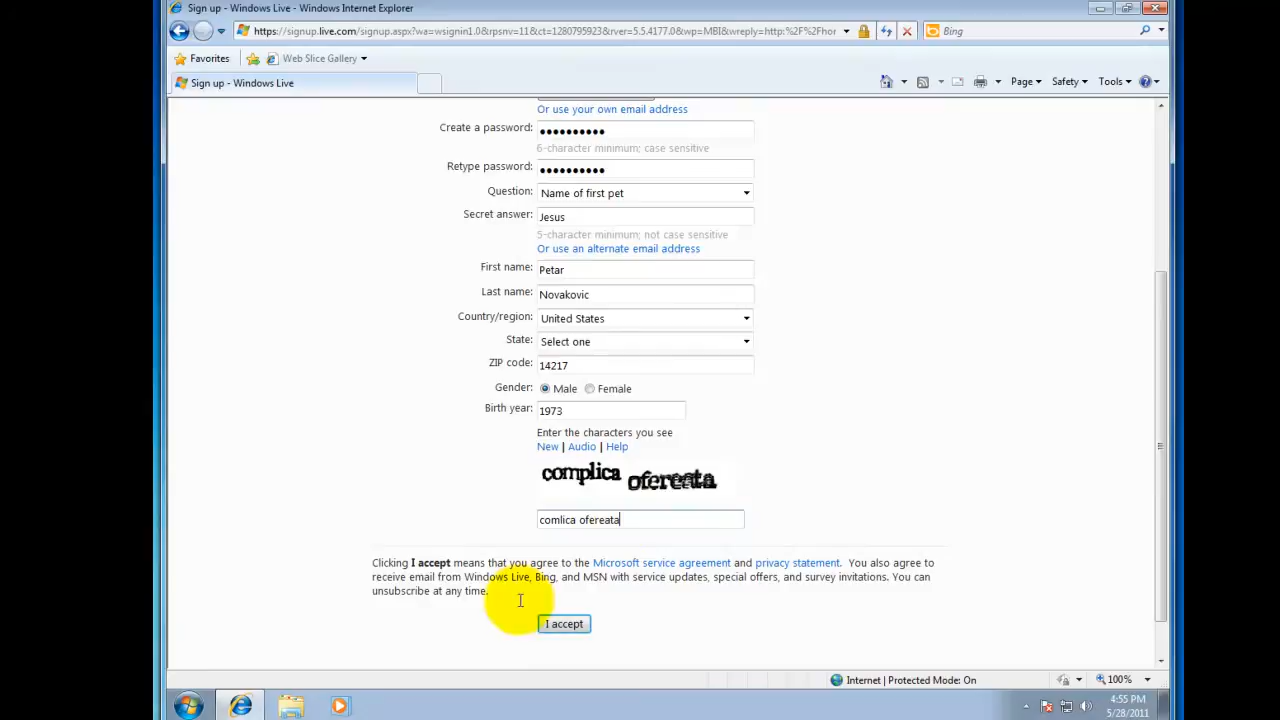 Sign up - Windows Live - Windows Internet Explorer
https://signup.live.com/signup.aspx?wa=wsignin1.0&rpsnv=11&ct=1280795923&rver=5.5.4177.0&wp=MBI&wreply=http:%2F%2Fhor Bing
Favorites Web Slice Gallery
Sign up - Windows Live Page Safety Tools
Or use your own email address
Create a password: ••••••••••
6-character minimum; case sensitive
Retype password: ••••••••••
Question: Name of first pet
Secret answer: Jesus
5-character minimum; not case sensitive
Or use an alternate email address
First name: Petar
Last name: Novakovic
Country/region: United States
State: Select one
ZIP code: 14217
Gender: Male Female
Birth year: 1973
Enter the characters you see
New | Audio | Help
complica ofereata
comlica ofereata
Clicking I accept means that you agree to the Microsoft service agreement and privacy statement. You also agree to
receive email from Windows Live, Bing, and MSN with service updates, special offers, and survey invitations. You can
unsubscribe at any time.
I accept
Internet | Protected Mode: On 100%
4:55 PM
5/28/2011